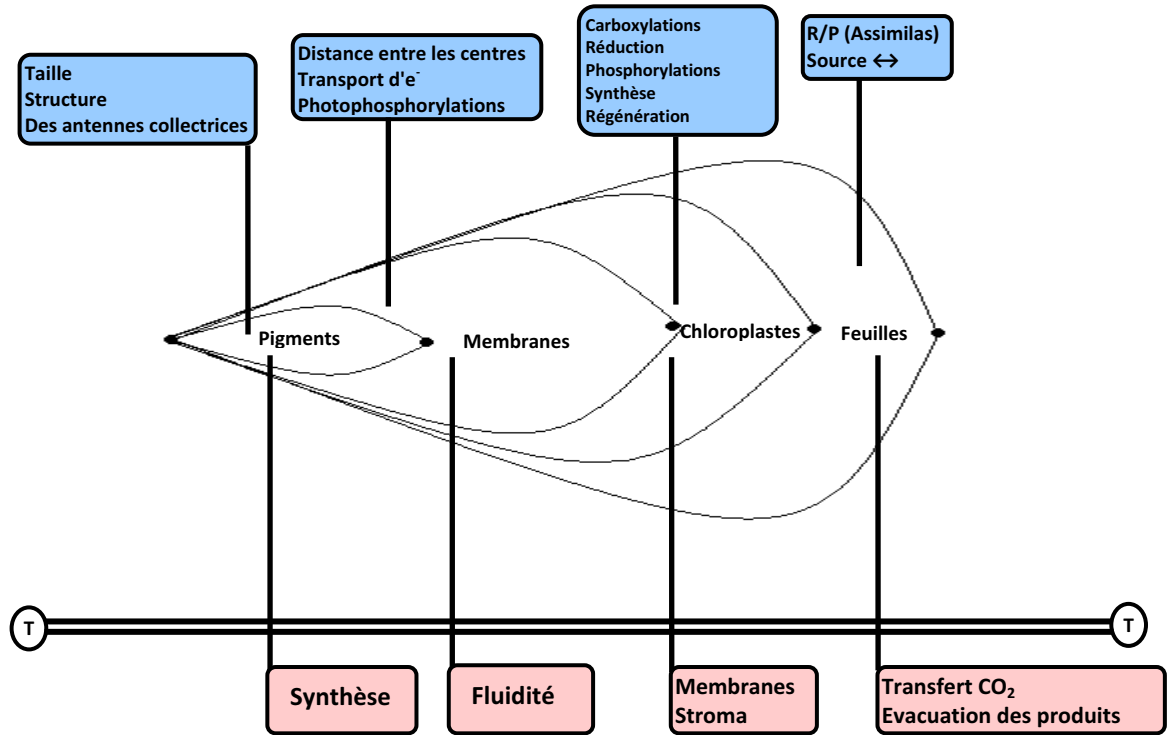 Taille
Structure
Des antennes collectrices
Distance entre les centres
Transport d'e⁻
Photophosphorylations
Carboxylations
Réduction
Phosphorylations
Synthèse
Régénération
R/P (Assimilas)
Source ↔
Pigments
Membranes
Chloroplastes
Feuilles
T
T
Synthèse
Fluidité
Membranes
Stroma
Transfert CO₂
Evacuation des produits